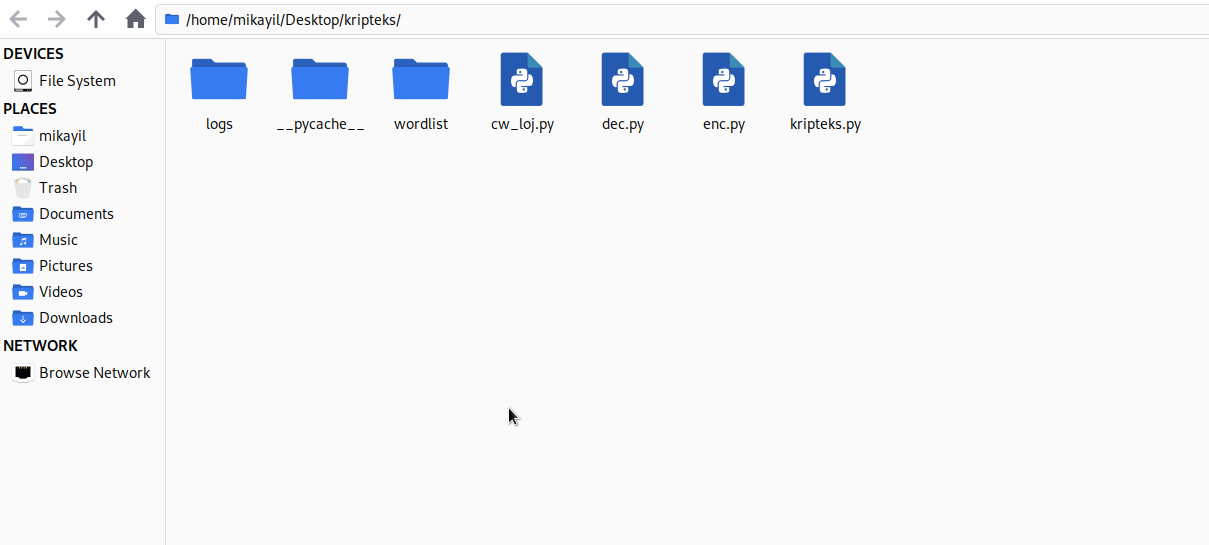 /home/mikayil/Desktop/kripteks/
DEVICES
File System
PLACES
mikayil
Desktop
Trash
Documents
Music
Pictures
Videos
Downloads
NETWORK
Browse Network
logs
__pycache__
wordlist
cw_loj.py
dec.py
enc.py
kripteks.py